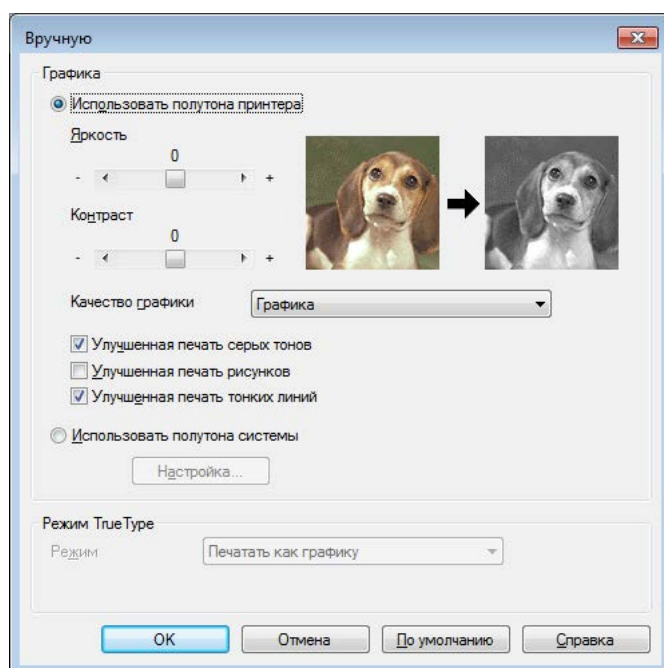 Вручную
Графика
Использовать полутона принтера
Яркость
0
- +
Контраст
0
- +
Качество графики Графика
Улучшенная печать серых тонов
Улучшенная печать рисунков
Улучшенная печать тонких линий
Использовать полутона системы
Настройка...
Режим TrueType
Режим Печатать как графику
OK Отмена По умолчанию Справка